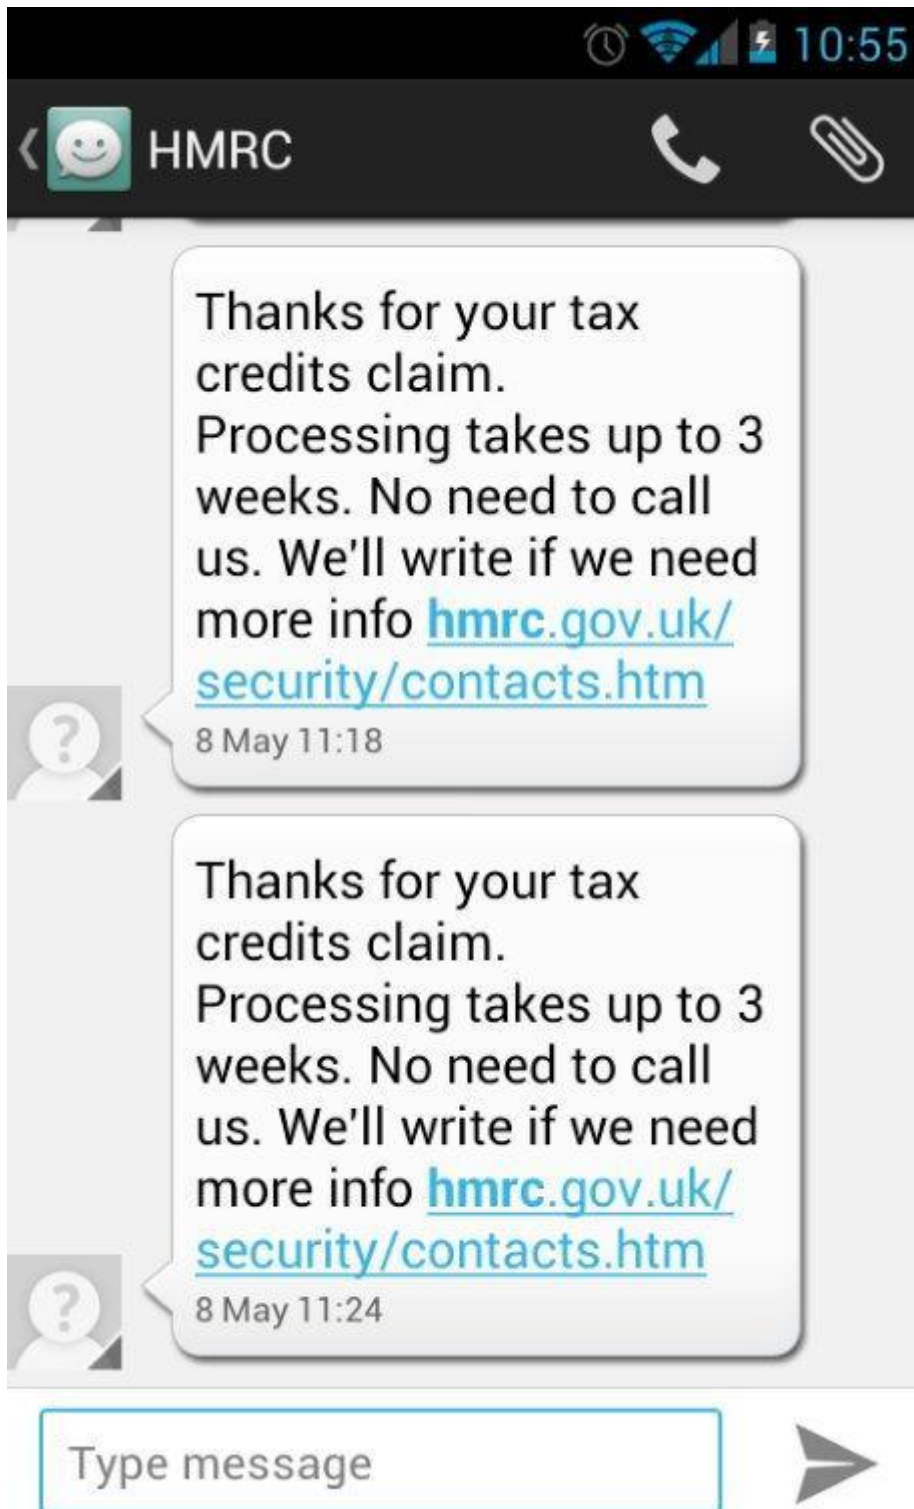 10:55
HMRC
Thanks for your tax
credits claim.
Processing takes up to 3
weeks. No need to call
us. We'll write if we need
more info hmrc.gov.uk/
security/contacts.htm
8 May 11:18
Thanks for your tax
credits claim.
Processing takes up to 3
weeks. No need to call
us. We'll write if we need
more info hmrc.gov.uk/
security/contacts.htm
8 May 11:24
Type message